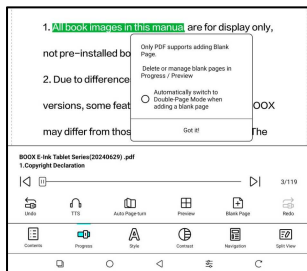 1. All book images in this manual are for display only,
not pre-installed bo
2. Due to difference
versions, some feat
OOX
may differ from thos
The
Only PDF supports adding Blank
Page.
Delete or manage blank pages in
Progress / Preview
Automatically switch to
Double-Page Mode when
adding a blank page
Got it!
BOOX E-Ink Tablet Series(20240629) .pdf
1.Copyright Declaration
3/119
Undo
TTS
Auto Page-turn
Preview
Blank Page
Redo
Contents
Progress
Style
Contrast
Navigation
Split View